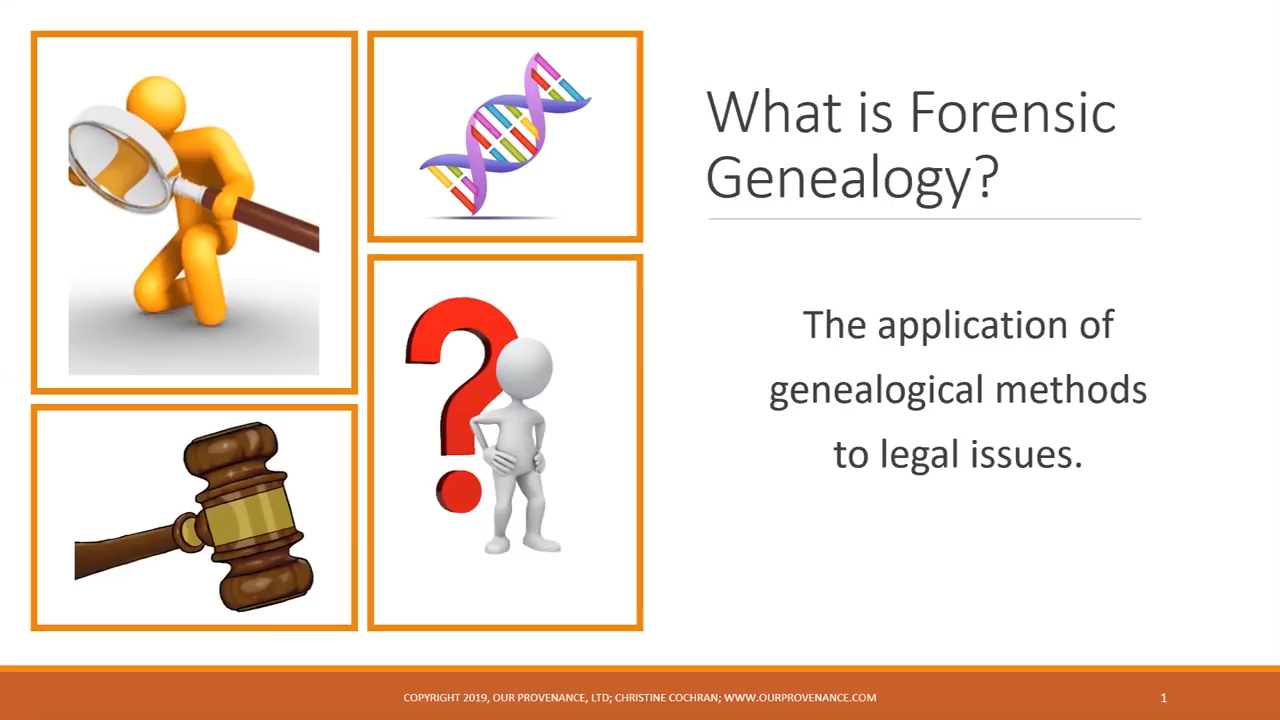 What is Forensic
Genealogy?
The application of
genealogical methods
to legal issues.
COPYRIGHT 2019, OUR PROVENANCE, LTD; CHRISTINE COCHRAN; WWW.OURPROVENANCE.COM
1